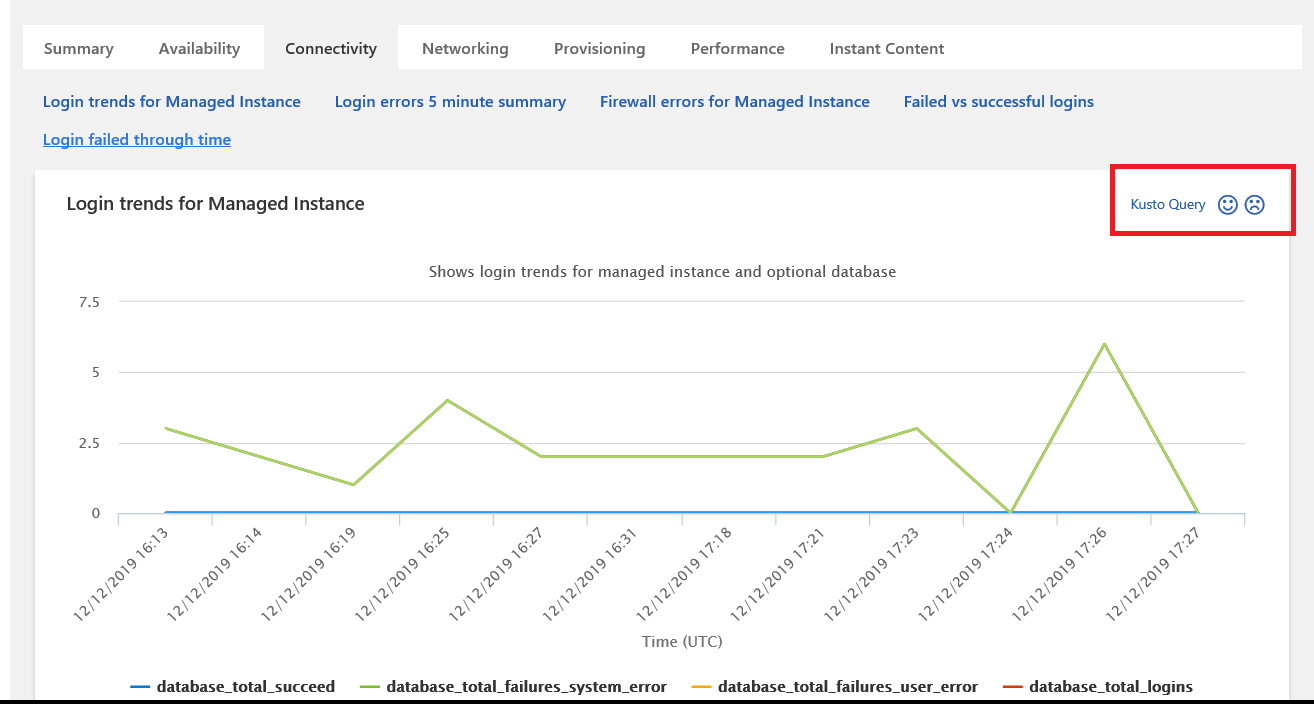 Summary Availability Connectivity Networking Provisioning Performance Instant Content
Login trends for Managed Instance Login errors 5 minute summary Firewall errors for Managed Instance Failed vs successful logins
Login failed through time
Login trends for Managed Instance Kusto Query
Shows login trends for managed instance and optional database
7.5
5
2.5
0
12/12/2019 16:13 12/12/2019 16:14 12/12/2019 16:19 12/12/2019 16:25 12/12/2019 16:27 12/12/2019 16:31 12/12/2019 17:18 12/12/2019 17:21 12/12/2019 17:23 12/12/2019 17:24 12/12/2019 17:26 12/12/2019 17:27
Time (UTC)
database_total_succeed database_total_failures_system_error database_total_failures_user_error database_total_logins